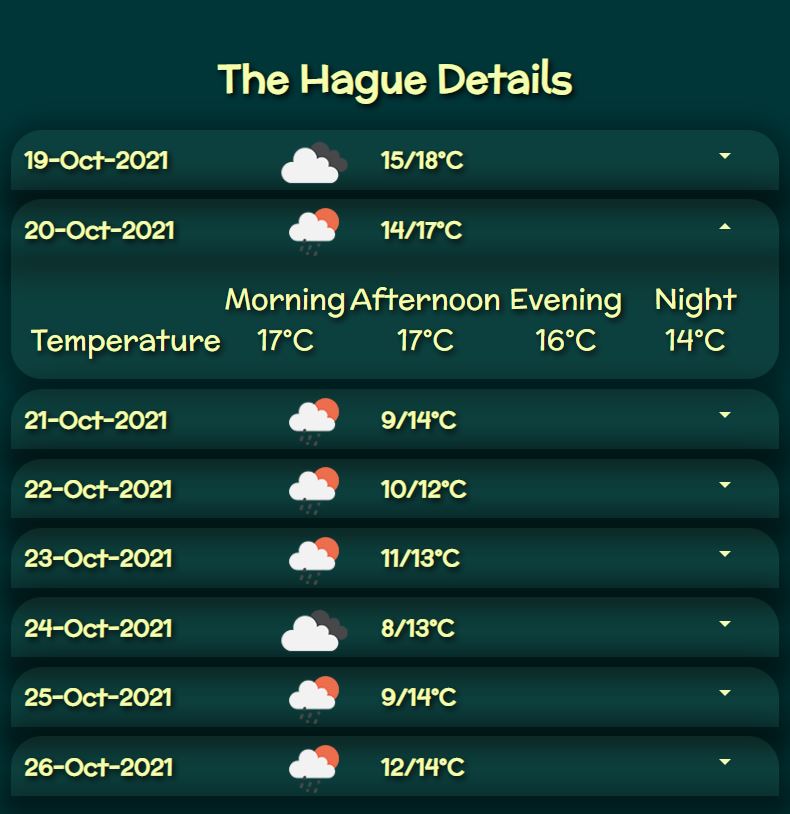 The Hague Details
19-Oct-2021 15/18°C
20-Oct-2021 14/17°C
Morning Afternoon Evening Night
Temperature 17°C 17°C 16°C 14°C
21-Oct-2021 9/14°C
22-Oct-2021 10/12°C
23-Oct-2021 11/13°C
24-Oct-2021 8/13°C
25-Oct-2021 9/14°C
26-Oct-2021 12/14°C